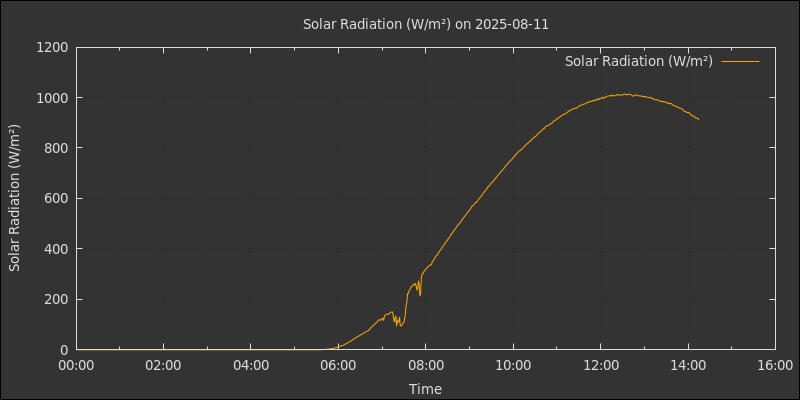 Solar Radiation (W/m²) on 2025-08-11
Solar Radiation (W/m²)
Solar Radiation (W/m²)
1200
1000
800
600
400
200
0
00:00 02:00 04:00 06:00 08:00 10:00 12:00 14:00 16:00
Time